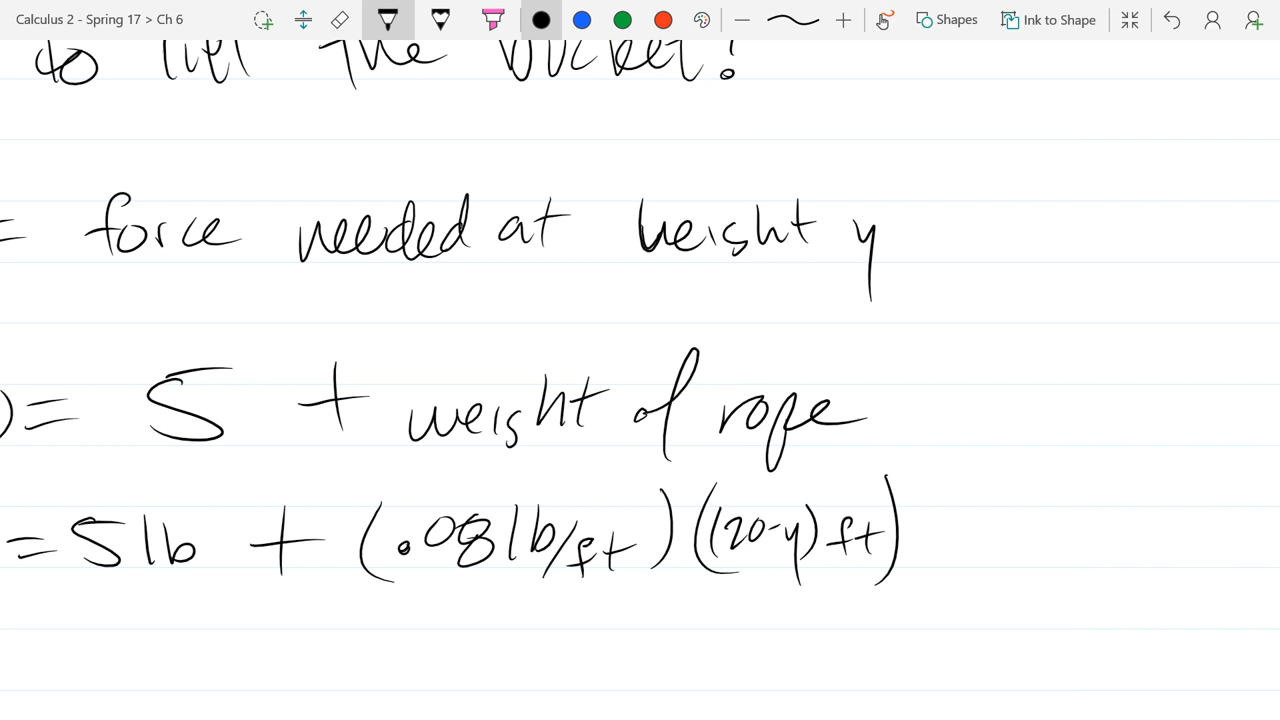 Calculus 2 - Spring 17 > Ch 6
Shapes
Ink to Shape
to lift the bucket?
= force needed at height y
) = 5 + weight of rope
= 5 lb + (.08 lb/ft)((20-y) ft)